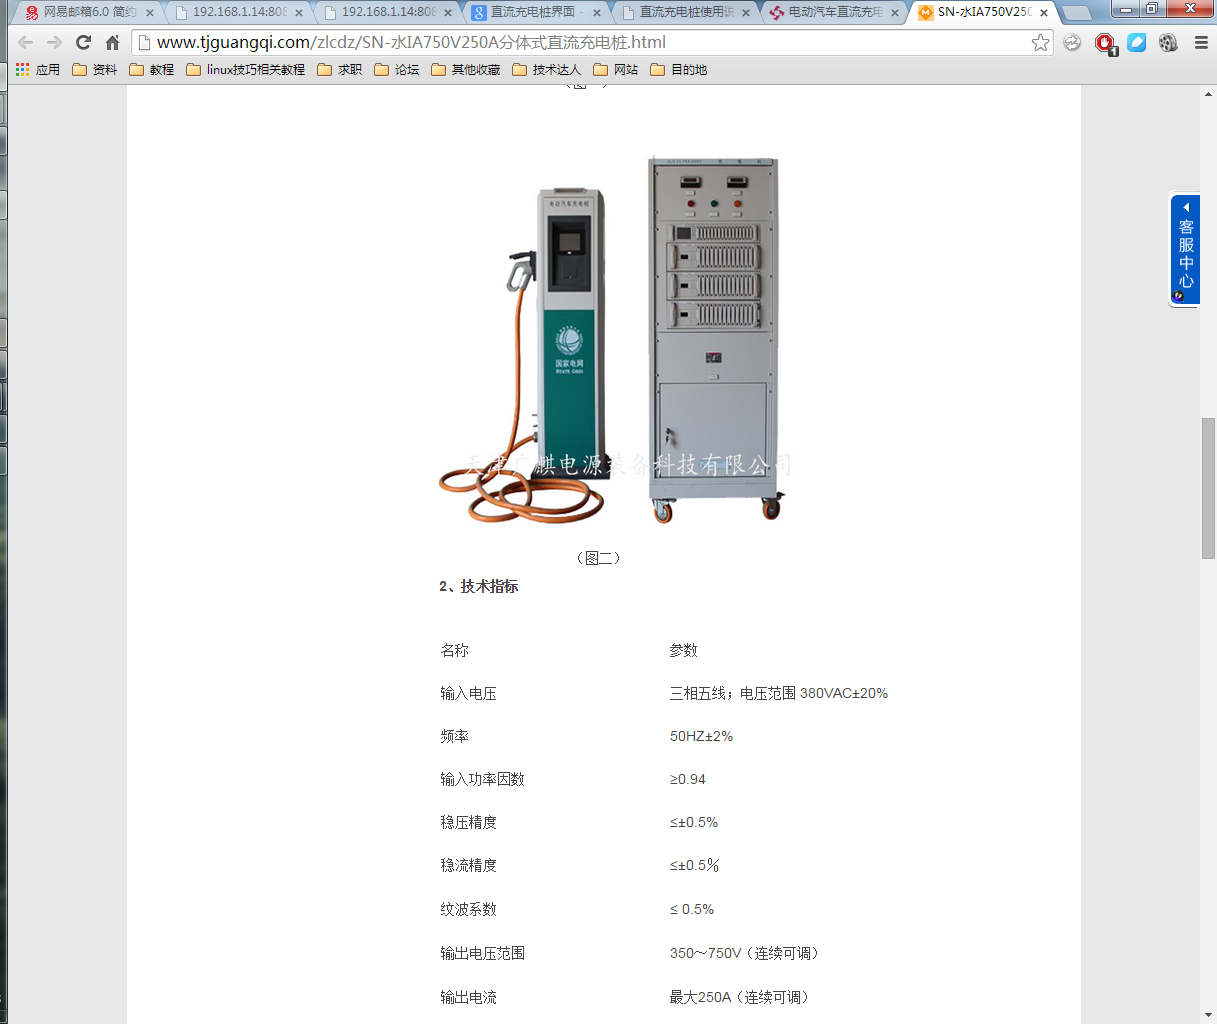 网易邮箱6.0 简约
192.168.1.14:808
192.168.1.14:808
直流充电桩界面 -
直流充电桩使用说
电动汽车直流充电
SN-水IA750V250
www.tjguangqi.com/zlcdz/SN-水IA750V250A分体式直流充电桩.html
1
应用 资料 教程 linux技巧相关教程 求职 论坛 其他收藏 技术达人 网站 目的地
客服中心
电动汽车充电桩
国家电网
STATE GRID
天津广麒电源装备科技有限公司
（图二）
2、技术指标
名称 参数
输入电压 三相五线；电压范围 380VAC±20%
频率 50HZ±2%
输入功率因数 ≥0.94
稳压精度 ≤±0.5%
稳流精度 ≤±0.5％
纹波系数 ≤ 0.5%
输出电压范围 350～750V（连续可调）
输出电流 最大250A（连续可调）